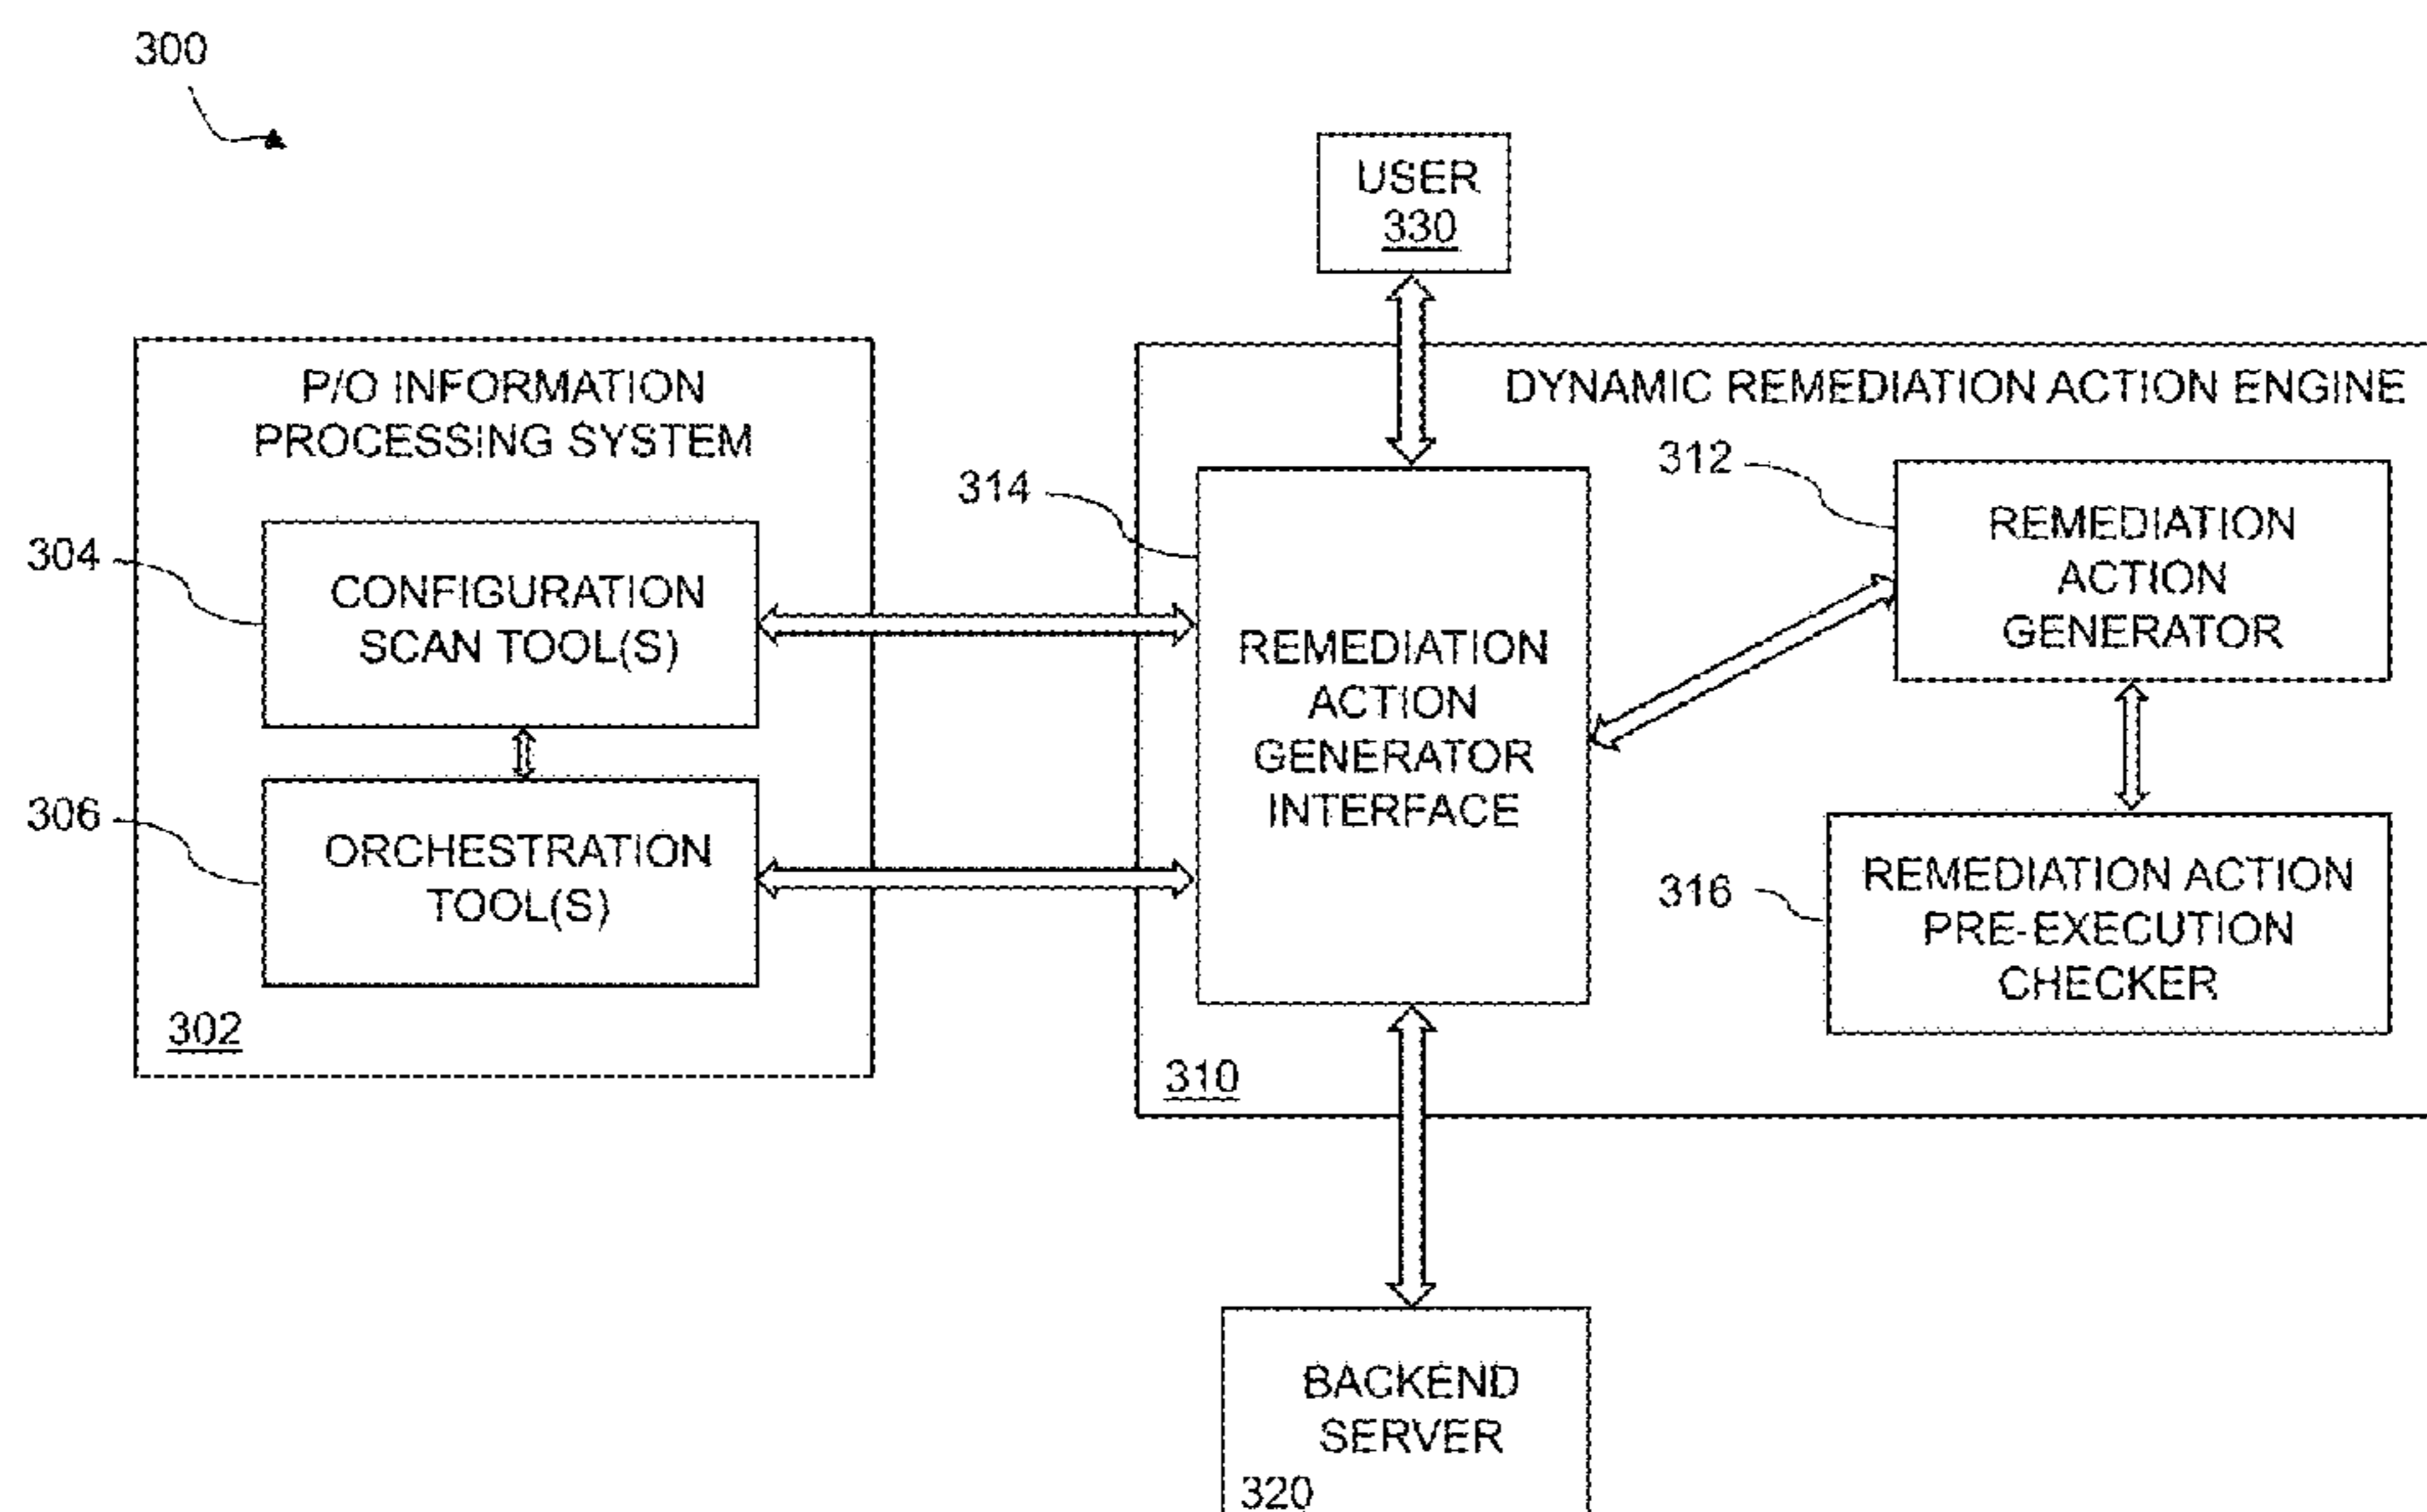 300
USER
330
P/O INFORMATION
PROCESSING SYSTEM
DYNAMIC REMEDIATION ACTION ENGINE
314
312
304
CONFIGURATION
SCAN TOOL(S)
REMEDIATION
ACTION
GENERATOR
INTERFACE
REMEDIATION
ACTION
GENERATOR
306
ORCHESTRATION
TOOL(S)
316
REMEDIATION ACTION
PRE-EXECUTION
CHECKER
302
310
BACKEND
SERVER
320